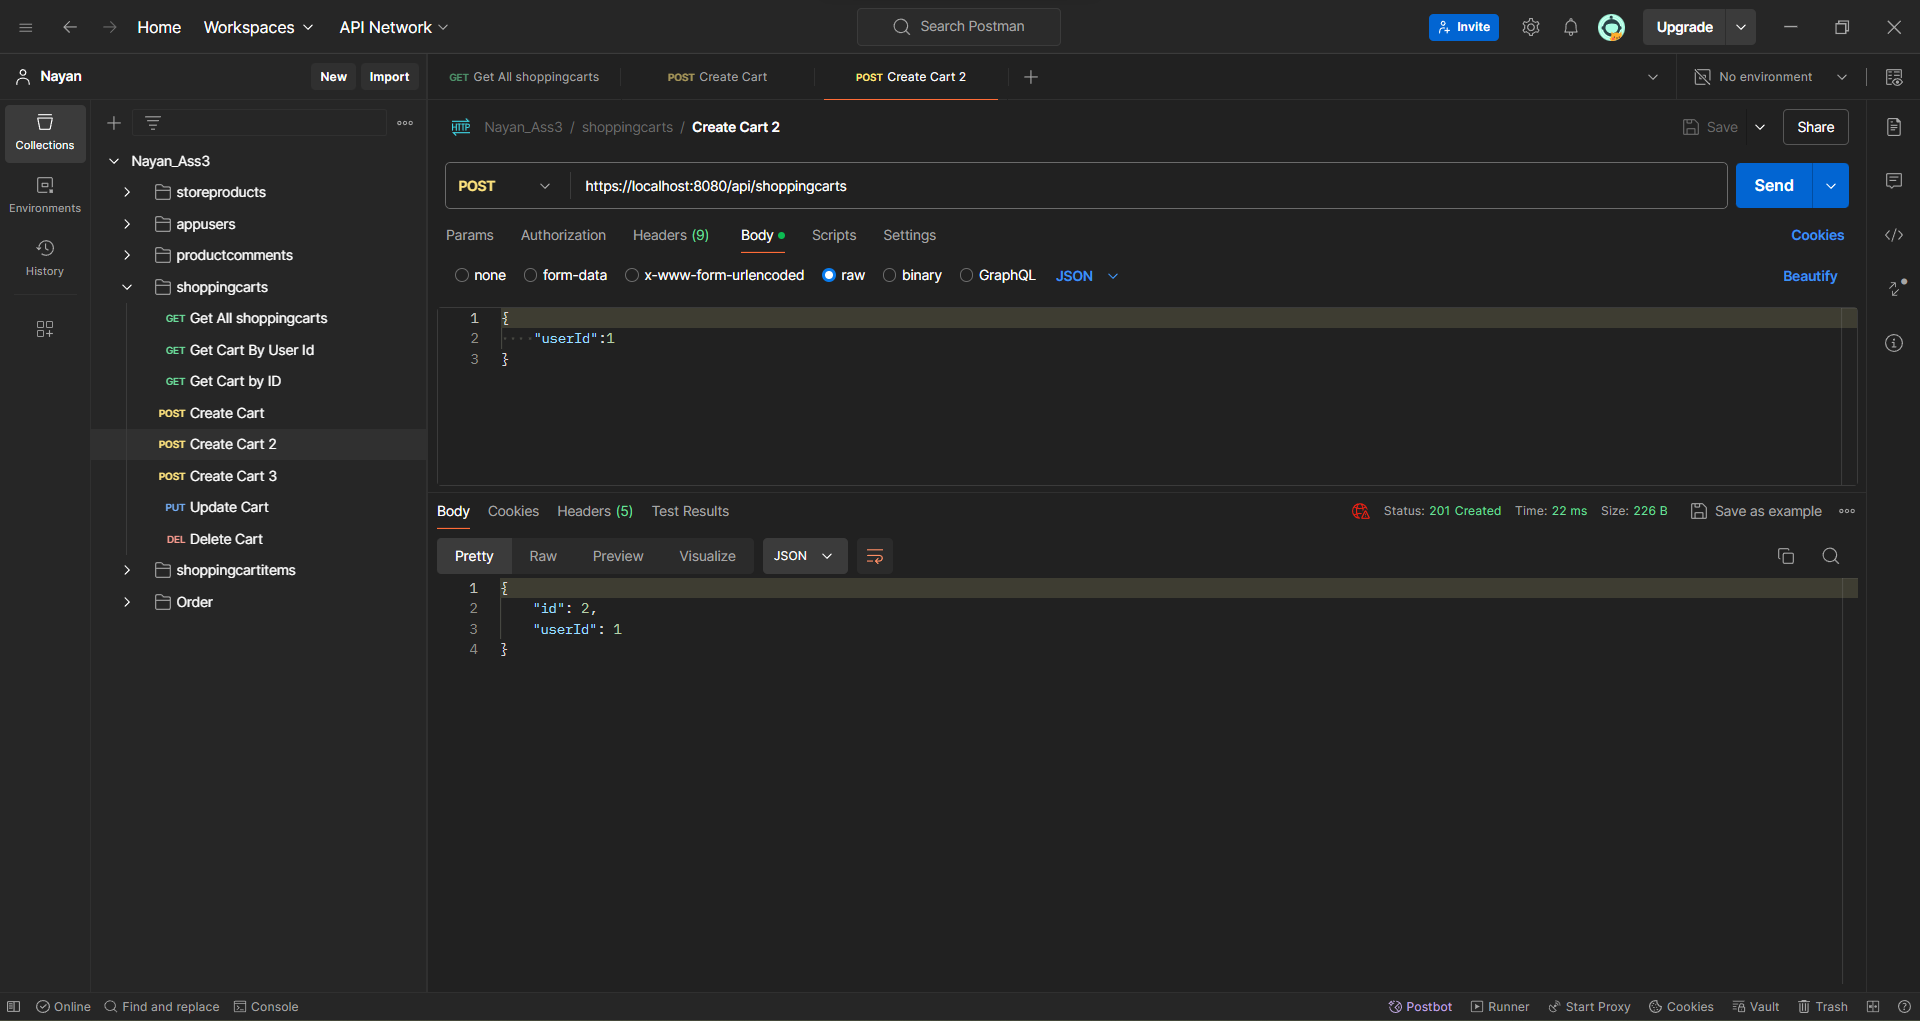 Home Workspaces API Network Search Postman Invite Upgrade
Nayan New Import GET Get All shoppingcarts POST Create Cart POST Create Cart 2 No environment
Collections
Environments
History
Nayan_Ass3
storeproducts
appusers
productcomments
shoppingcarts
GET Get All shoppingcarts
GET Get Cart By User Id
GET Get Cart by ID
POST Create Cart
POST Create Cart 2
POST Create Cart 3
PUT Update Cart
DEL Delete Cart
shoppingcartitems
Order
HTTP Nayan_Ass3 / shoppingcarts / Create Cart 2 Save Share
POST https://localhost:8080/api/shoppingcarts Send
Params Authorization Headers (9) Body Scripts Settings Cookies
none form-data x-www-form-urlencoded raw binary GraphQL JSON Beautify
1 {
2 ····"userId":1
3 }
Body Cookies Headers (5) Test Results Status: 201 Created Time: 22 ms Size: 226 B Save as example
Pretty Raw Preview Visualize JSON
1 {
2 "id": 2,
3 "userId": 1
4 }
Online Find and replace Console Postbot Runner Start Proxy Cookies Vault Trash